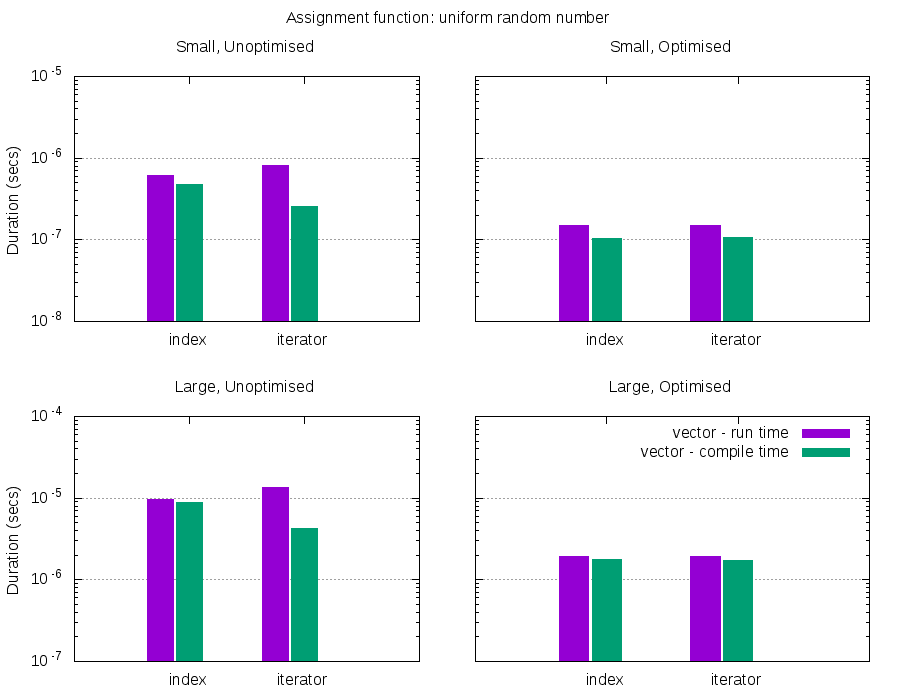 Assignment function: uniform random number
Small, Unoptimised
Small, Optimised
Duration (secs)
10^-5
10^-6
10^-7
10^-8
index
iterator
index
iterator
Large, Unoptimised
Large, Optimised
Duration (secs)
10^-4
10^-5
10^-6
10^-7
vector - run time
vector - compile time
index
iterator
index
iterator